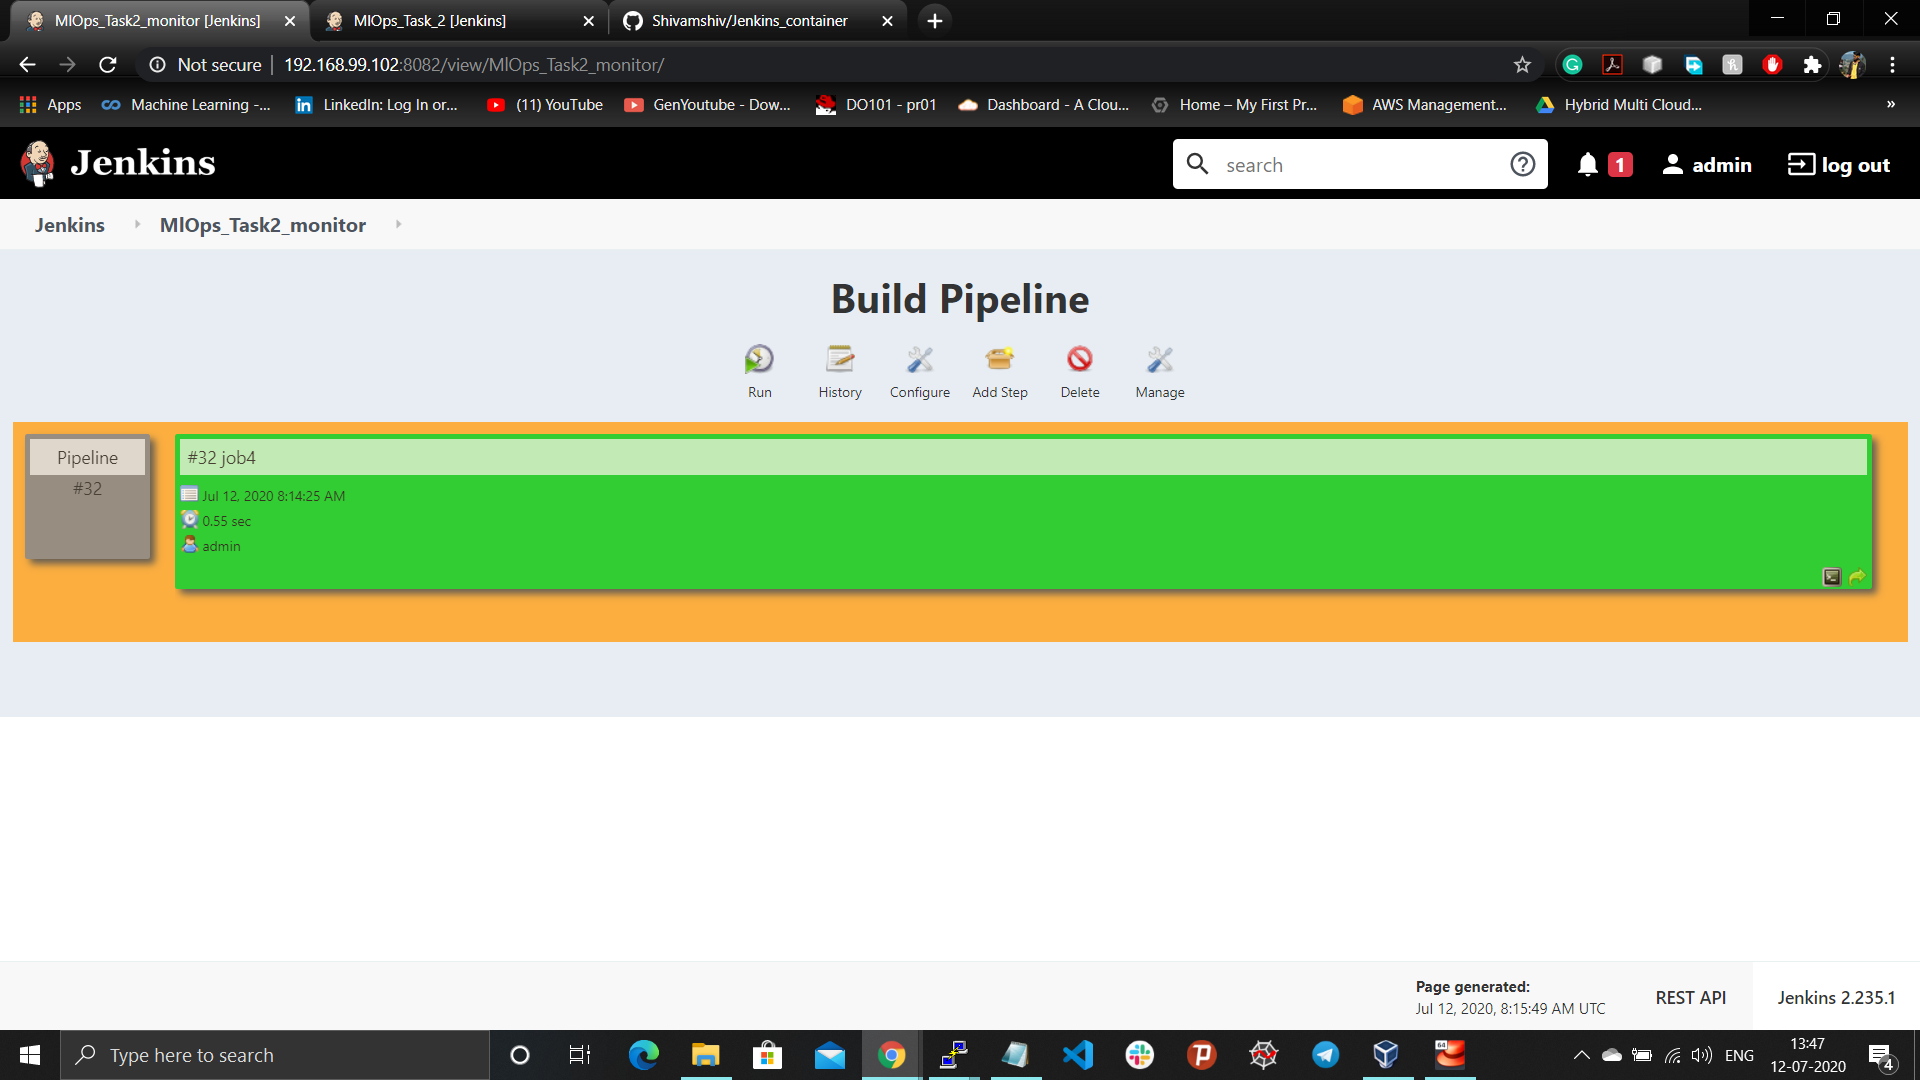 MlOps_Task2_monitor [Jenkins]
MlOps_Task_2 [Jenkins]
Shivamshiv/Jenkins_container
Not secure
192.168.99.102:8082/view/MlOps_Task2_monitor/
Apps
Machine Learning -...
LinkedIn: Log In or...
(11) YouTube
GenYoutube - Dow...
DO101 - pr01
Dashboard - A Clou...
Home – My First Pr...
AWS Management...
Hybrid Multi Cloud...
»
Jenkins
search
1
admin
log out
Jenkins
MlOps_Task2_monitor
Build Pipeline
Run
History
Configure
Add Step
Delete
Manage
Pipeline
#32
#32 job4
Jul 12, 2020 8:14:25 AM
0.55 sec
admin
Page generated:
Jul 12, 2020, 8:15:49 AM UTC
REST API
Jenkins 2.235.1
Type here to search
64
ENG
13:47
12-07-2020
4